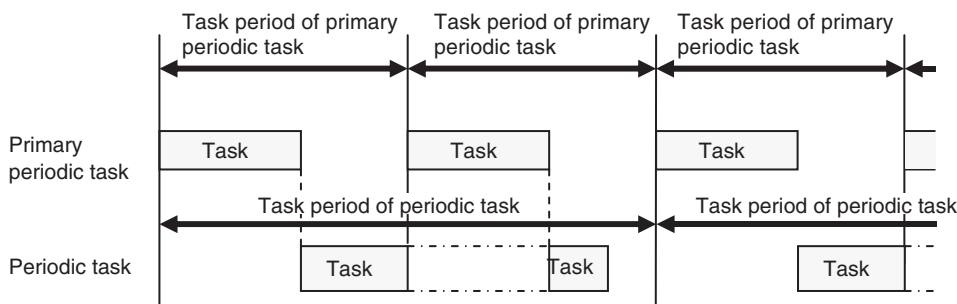 Task period of primary
periodic task
Task period of primary
periodic task
Task period of primary
periodic task
Primary
periodic task
Task
Task
Task
Task period of periodic task
Task period of periodic task
Periodic task
Task
Task
Task